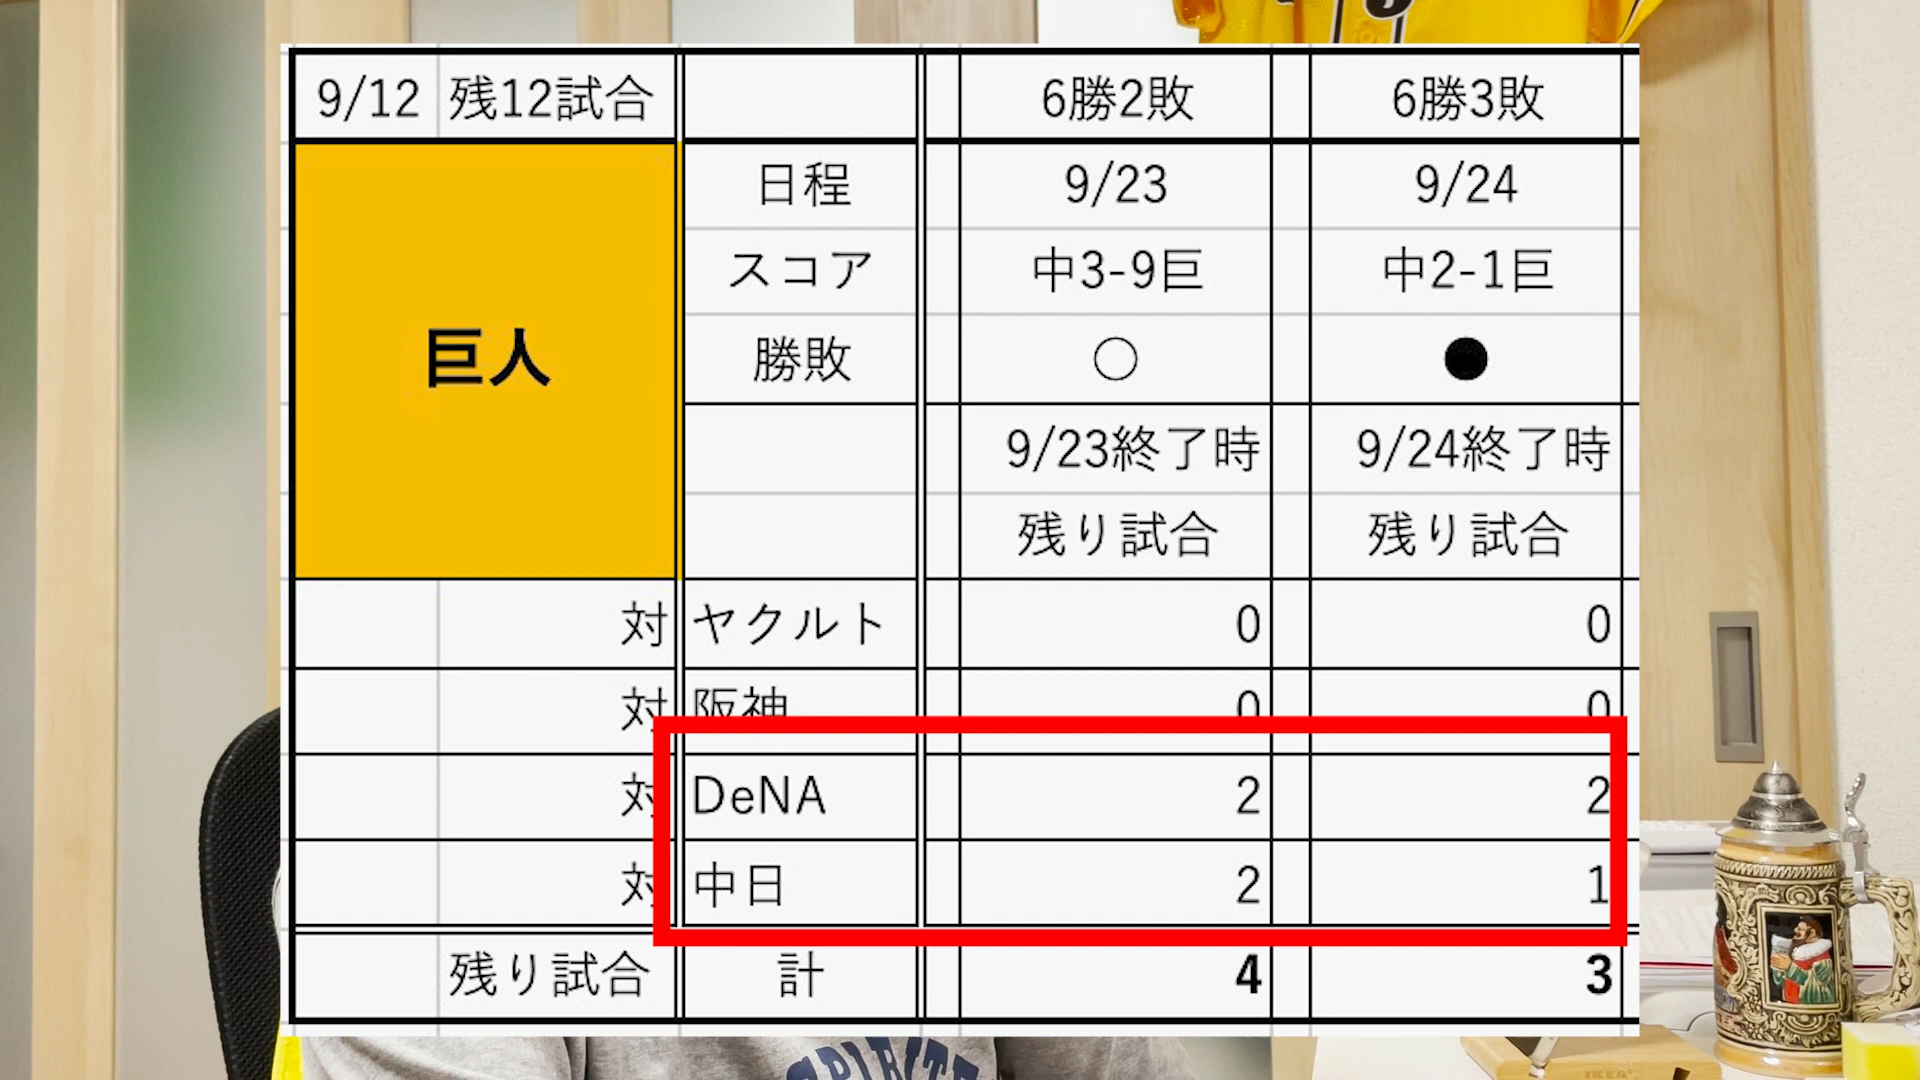 9/12 残12試合 6勝2敗 6勝3敗
巨人
日程 9/23 9/24
スコア 中3-9巨 中2-1巨
勝敗 ○ ●
9/23終了時 9/24終了時
残り試合 残り試合
対 ヤクルト 0 0
対 阪神 0 0
対 DeNA 2 2
対 中日 2 1
残り試合 計 4 3
IKEA